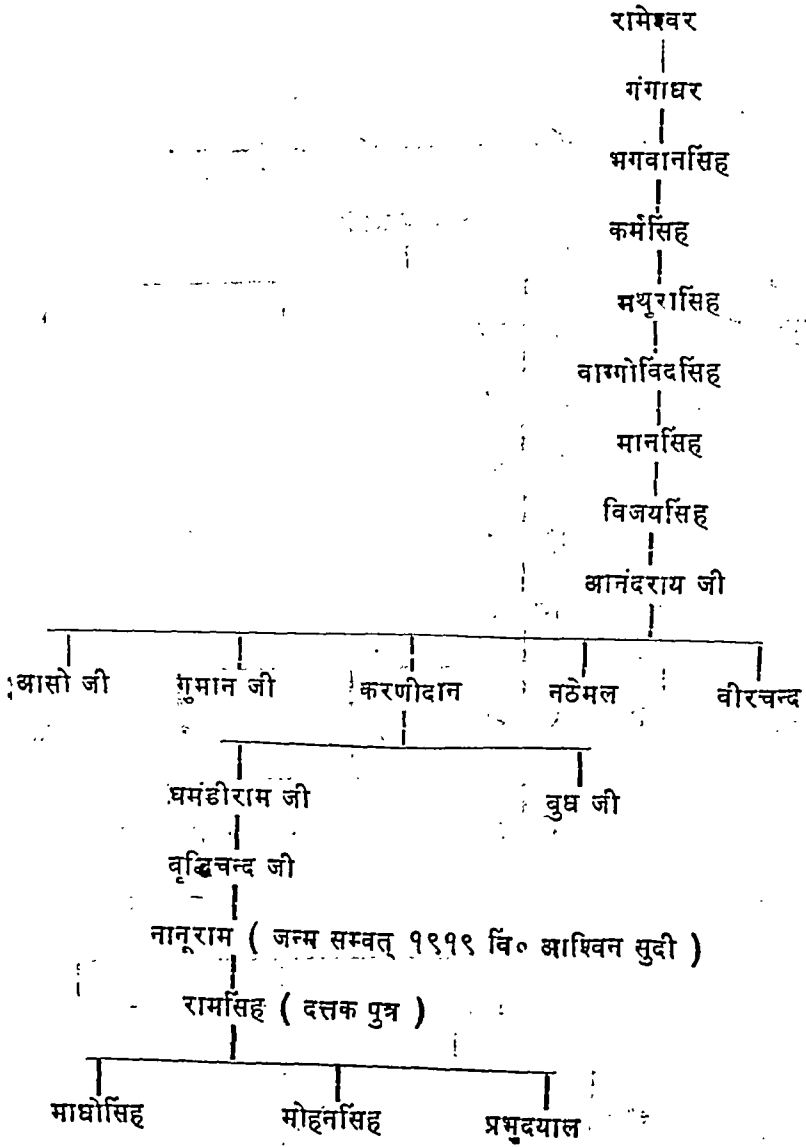 रामेश्वर
गंगाधर
भगवानसिंह
कर्मसिंह
मथुरासिंह
वाग्गोविंदसिंह
मानसिंह
विजयसिंह
आनंदराय जी
आसो जी गुमान जी करणीदान नठेमल वीरचन्द
घमंडीराम जी वुध जी
वृद्धिचन्द जी
नानूराम ( जन्म सम्वत् १९१९ वि० आश्विन सुदी )
रामसिंह ( दत्तक पुत्र )
माधोसिंह मोहनसिंह प्रभुदयाल